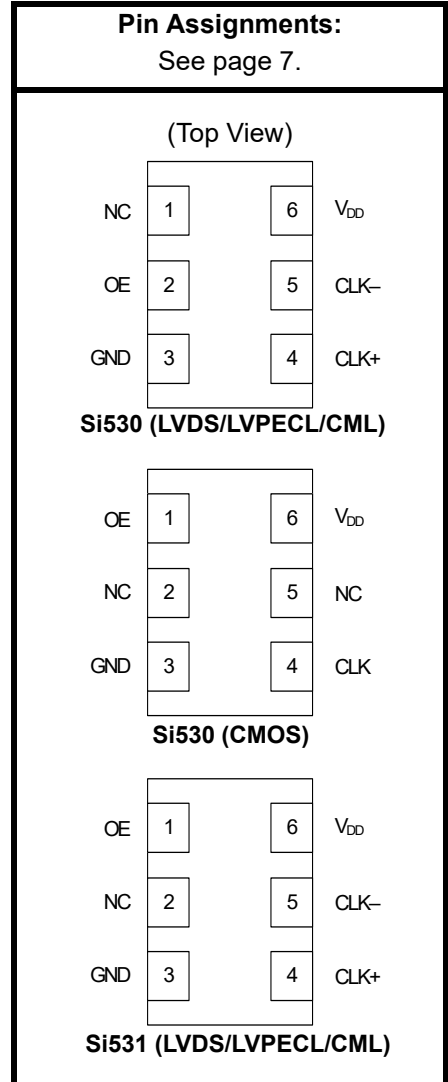 Pin Assignments:
See page 7.
(Top View)
NC 1 6 VDD
OE 2 5 CLK–
GND 3 4 CLK+
Si530 (LVDS/LVPECL/CML)
OE 1 6 VDD
NC 2 5 NC
GND 3 4 CLK
Si530 (CMOS)
OE 1 6 VDD
NC 2 5 CLK–
GND 3 4 CLK+
Si531 (LVDS/LVPECL/CML)